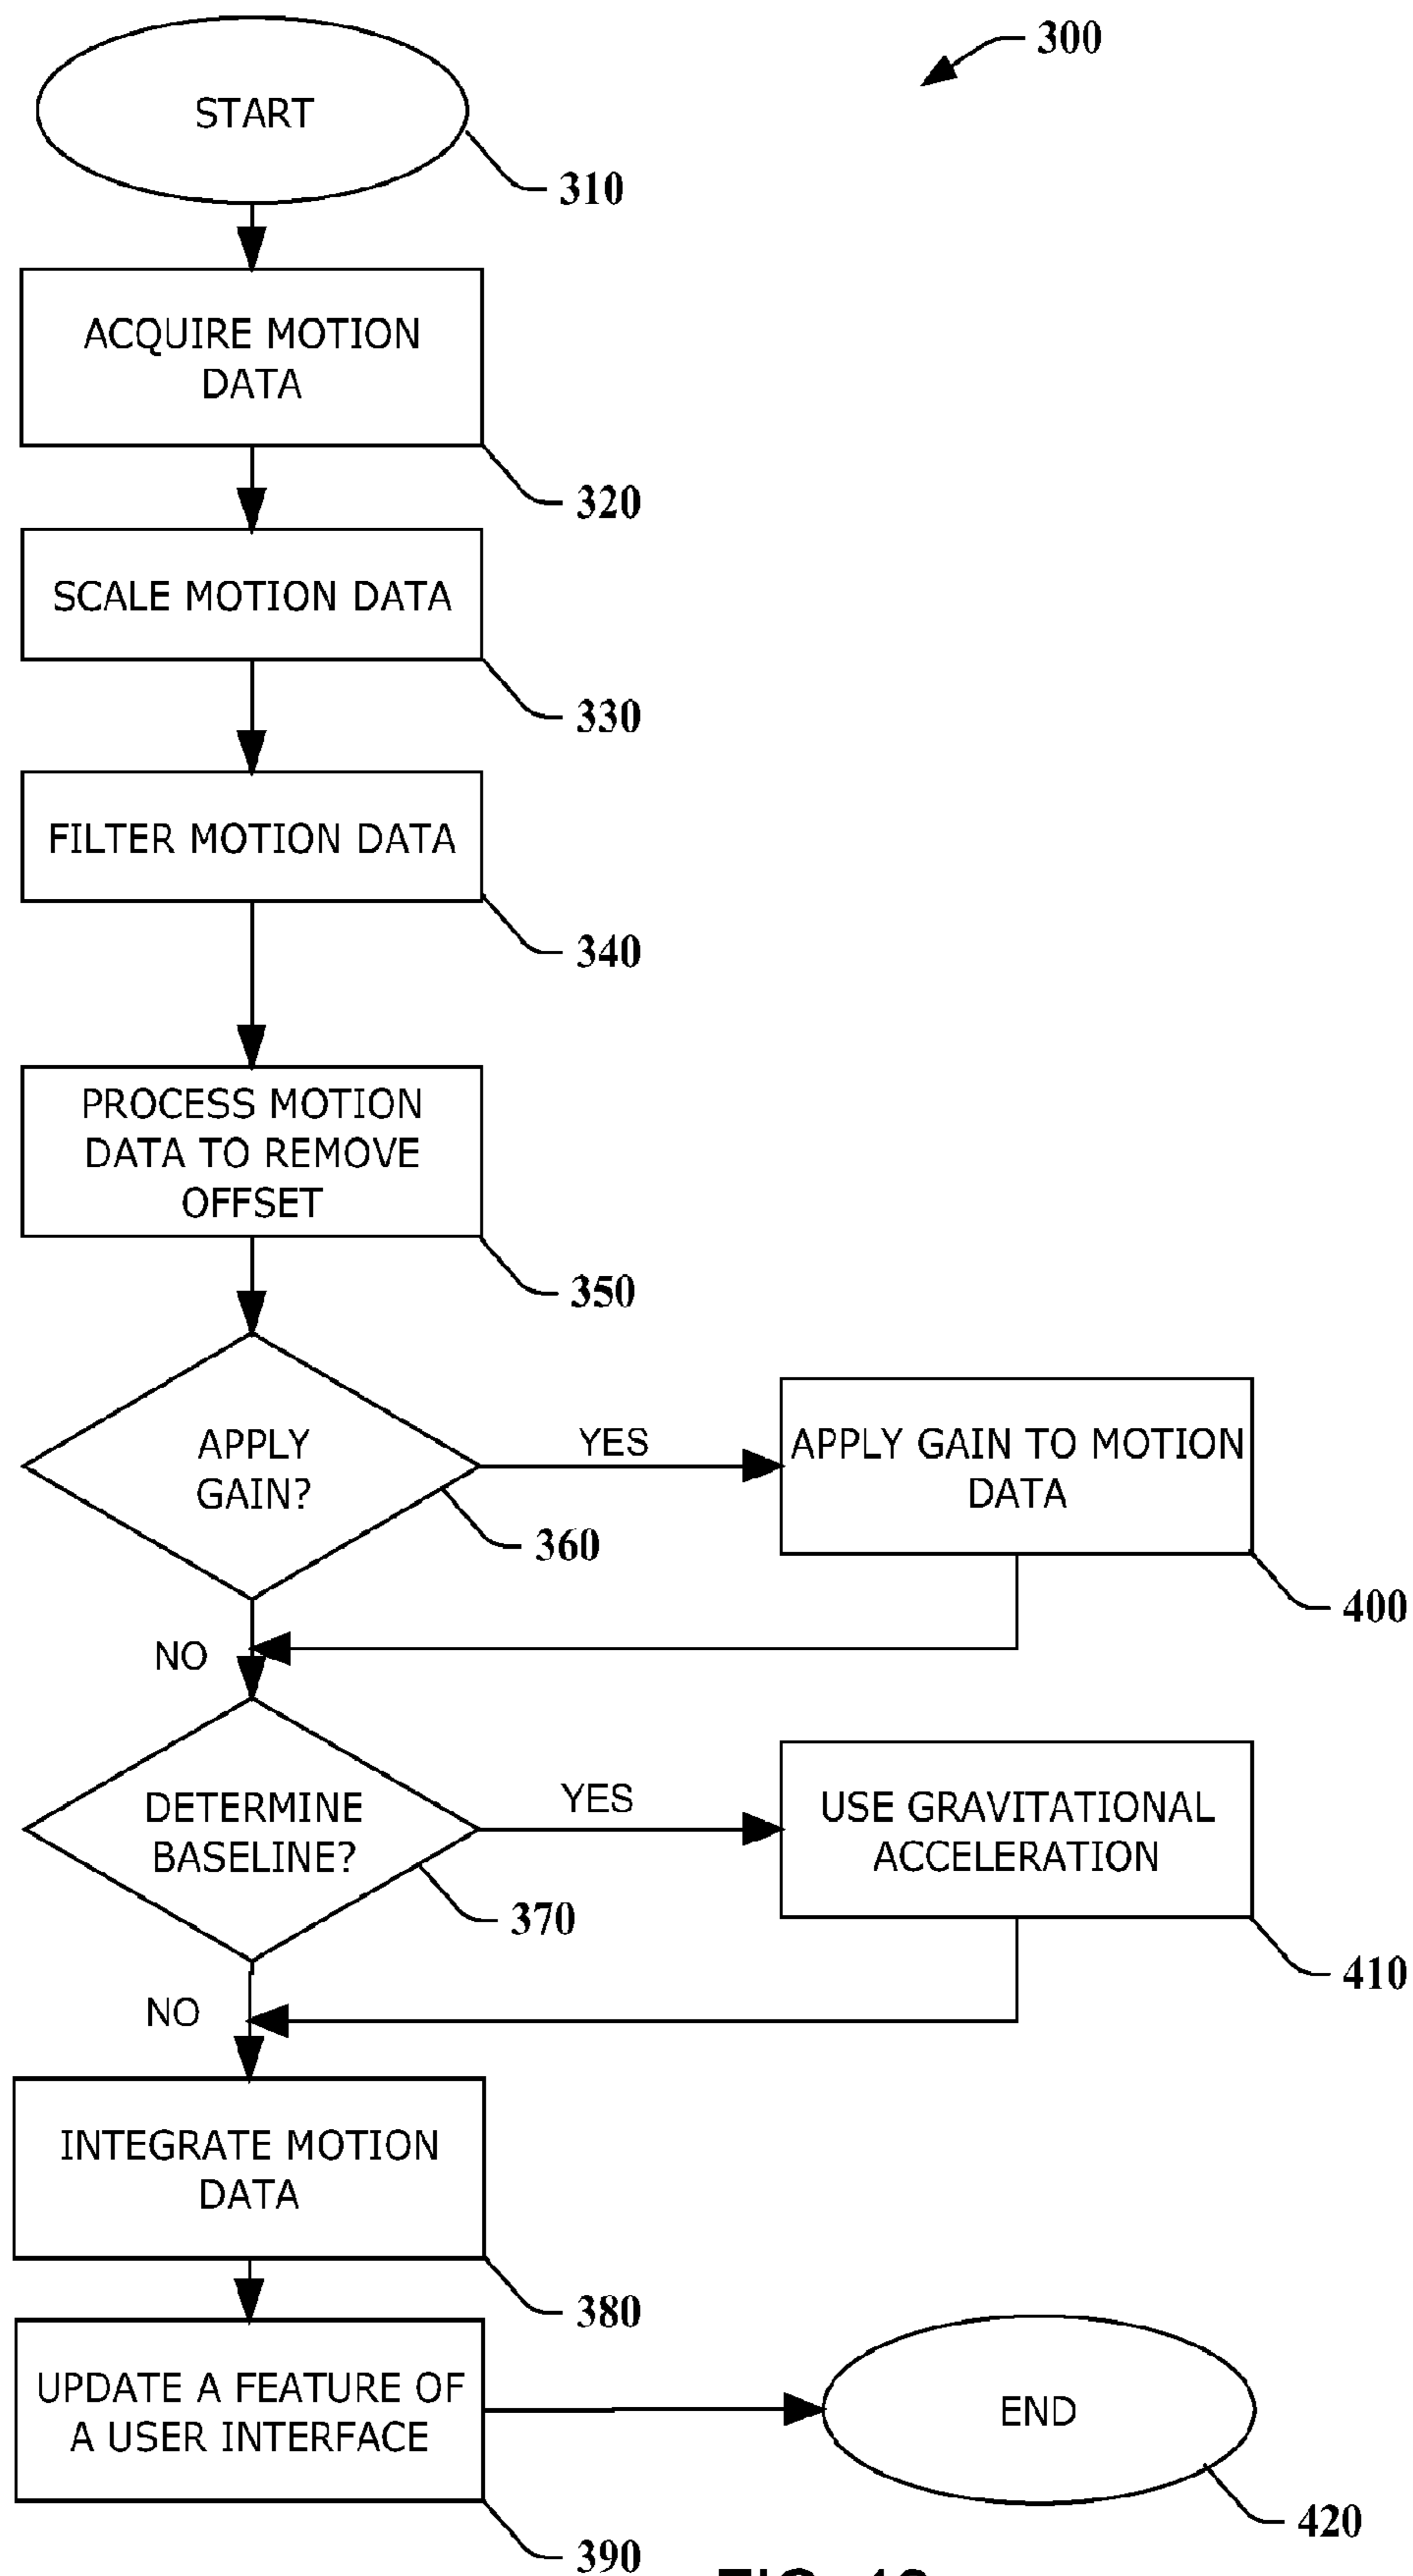 300
START
310
ACQUIRE MOTION
DATA
320
SCALE MOTION DATA
330
FILTER MOTION DATA
340
PROCESS MOTION
DATA TO REMOVE
OFFSET
350
APPLY
GAIN?
360
YES
APPLY GAIN TO MOTION
DATA
400
NO
DETERMINE
BASELINE?
370
YES
USE GRAVITATIONAL
ACCELERATION
410
NO
INTEGRATE MOTION
DATA
380
UPDATE A FEATURE OF
A USER INTERFACE
390
END
420